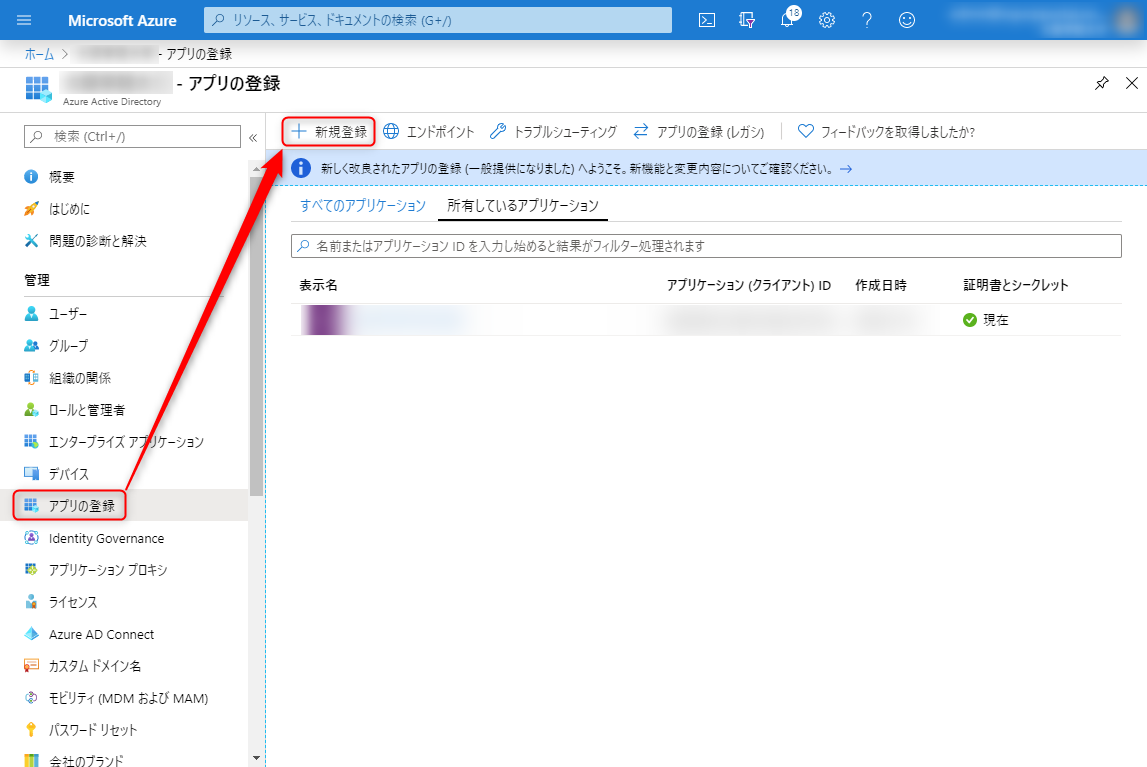 Microsoft Azure
リソース、サービス、ドキュメントの検索 (G+/)
18
ホーム > - アプリの登録
- アプリの登録
Azure Active Directory
検索 (Ctrl+/)
«
概要
はじめに
問題の診断と解決
管理
ユーザー
グループ
組織の関係
ロールと管理者
エンタープライズ アプリケーション
デバイス
アプリの登録
Identity Governance
アプリケーション プロキシ
ライセンス
Azure AD Connect
カスタム ドメイン名
モビリティ (MDM および MAM)
パスワード リセット
会社のブランド
新規登録
エンドポイント
トラブルシューティング
アプリの登録 (レガシ)
フィードバックを取得しましたか?
新しく改良されたアプリの登録 (一般提供になりました) へようこそ。新機能と変更内容についてご確認ください。 →
すべてのアプリケーション
所有しているアプリケーション
名前またはアプリケーション ID を入力し始めると結果がフィルター処理されます
表示名
アプリケーション (クライアント) ID
作成日時
証明書とシークレット
現在